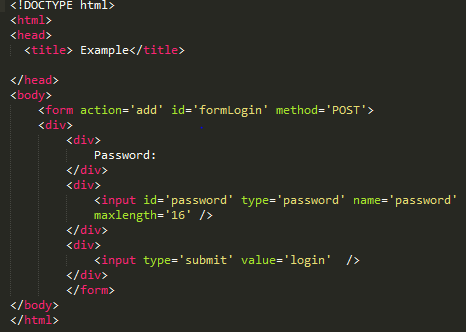 <!DOCTYPE html>
<html>
<head>
<title> Example</title>
</head>
<body>
<form action='add' id='formLogin' method='POST'>
<div>
<div>
Password:
</div>
<div>
<input id='password' type='password' name='password'
maxlength='16' />
</div>
<div>
<input type='submit' value='login'  />
</div>
</form>
</body>
</html>